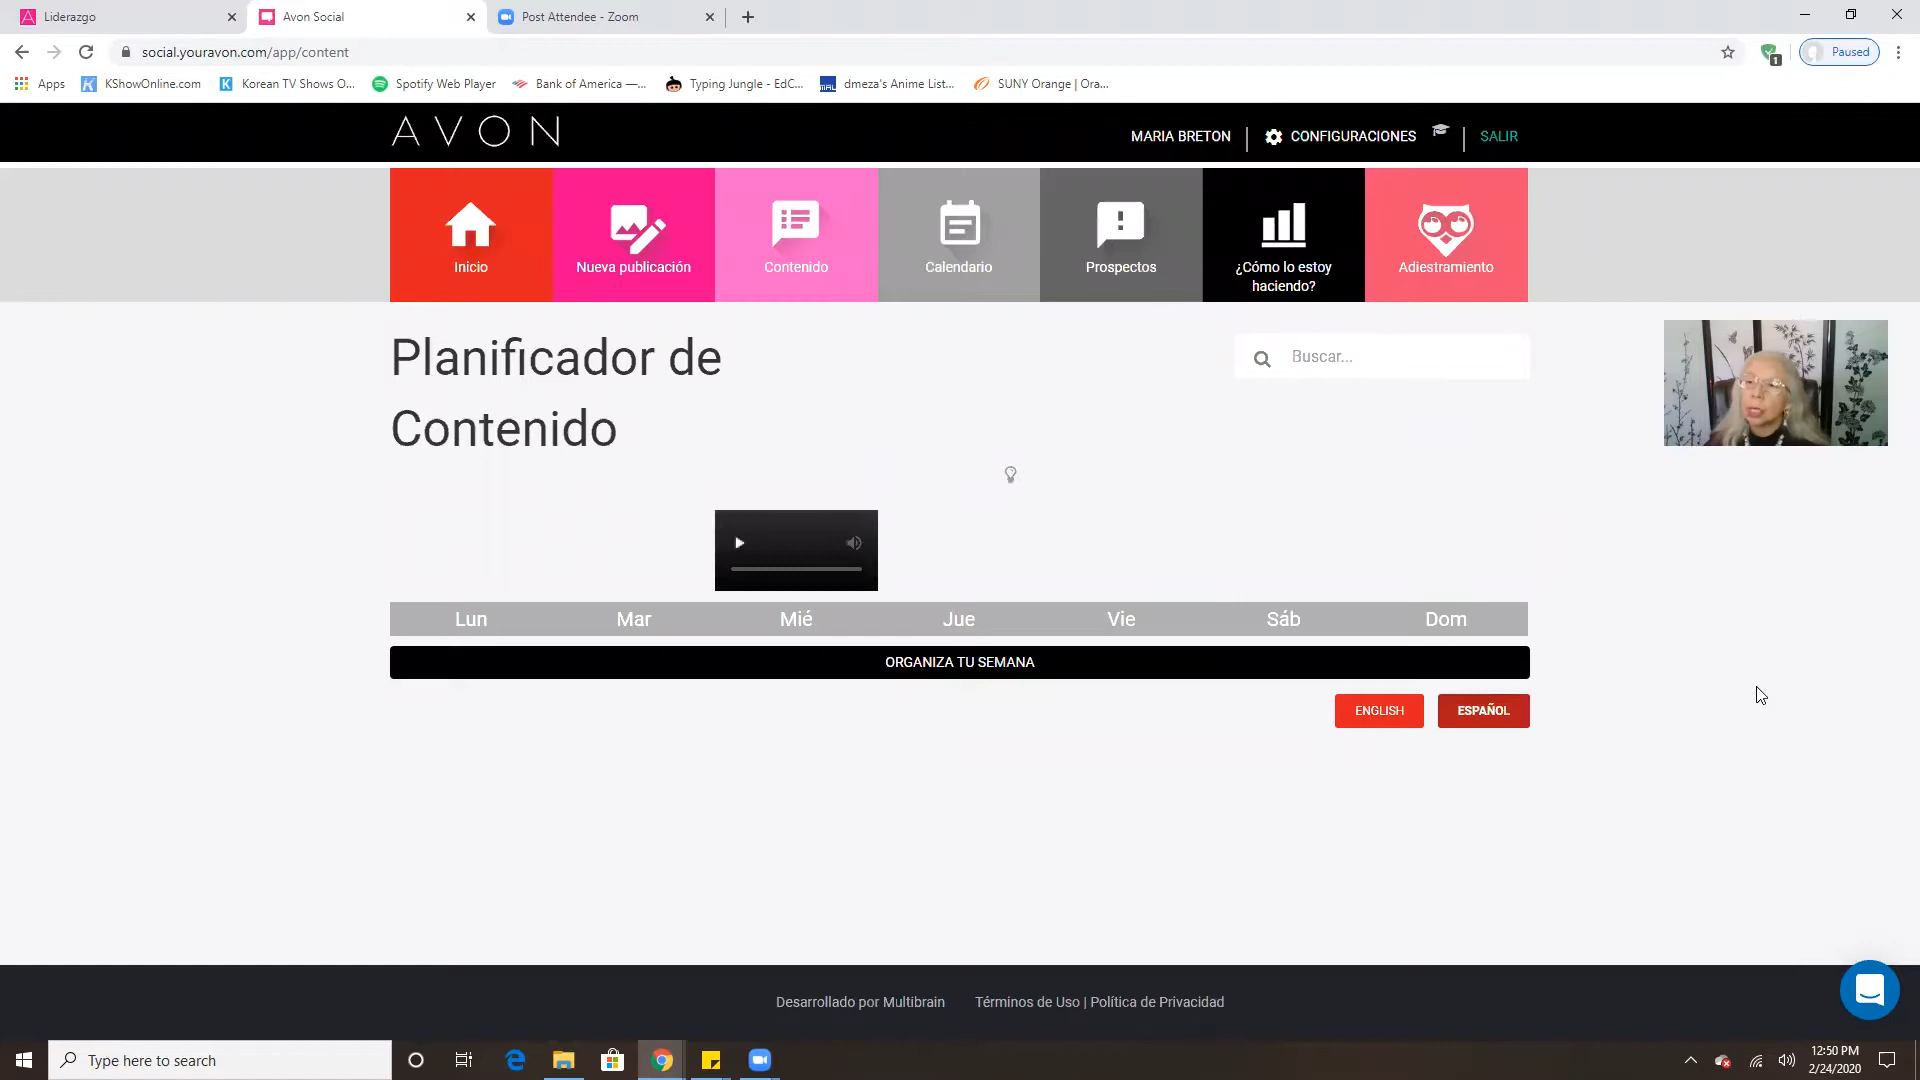 Liderazgo
Avon Social
Post Attendee - Zoom
social.youravon.com/app/content
1
Paused
Apps
KShowOnline.com
K
Korean TV Shows O...
Spotify Web Player
Bank of America —...
Typing Jungle - EdC...
MAL
dmeza's Anime List...
SUNY Orange | Ora...
AVON
MARIA BRETON
CONFIGURACIONES
SALIR
Inicio
Nueva publicación
Contenido
Calendario
Prospectos
¿Cómo lo estoy
haciendo?
Adiestramiento
Planificador de
Contenido
Buscar...
Lun Mar Mié Jue Vie Sáb Dom
ORGANIZA TU SEMANA
ENGLISH
ESPAÑOL
Desarrollado por Multibrain
Términos de Uso | Política de Privacidad
Type here to search
12:50 PM
2/24/2020